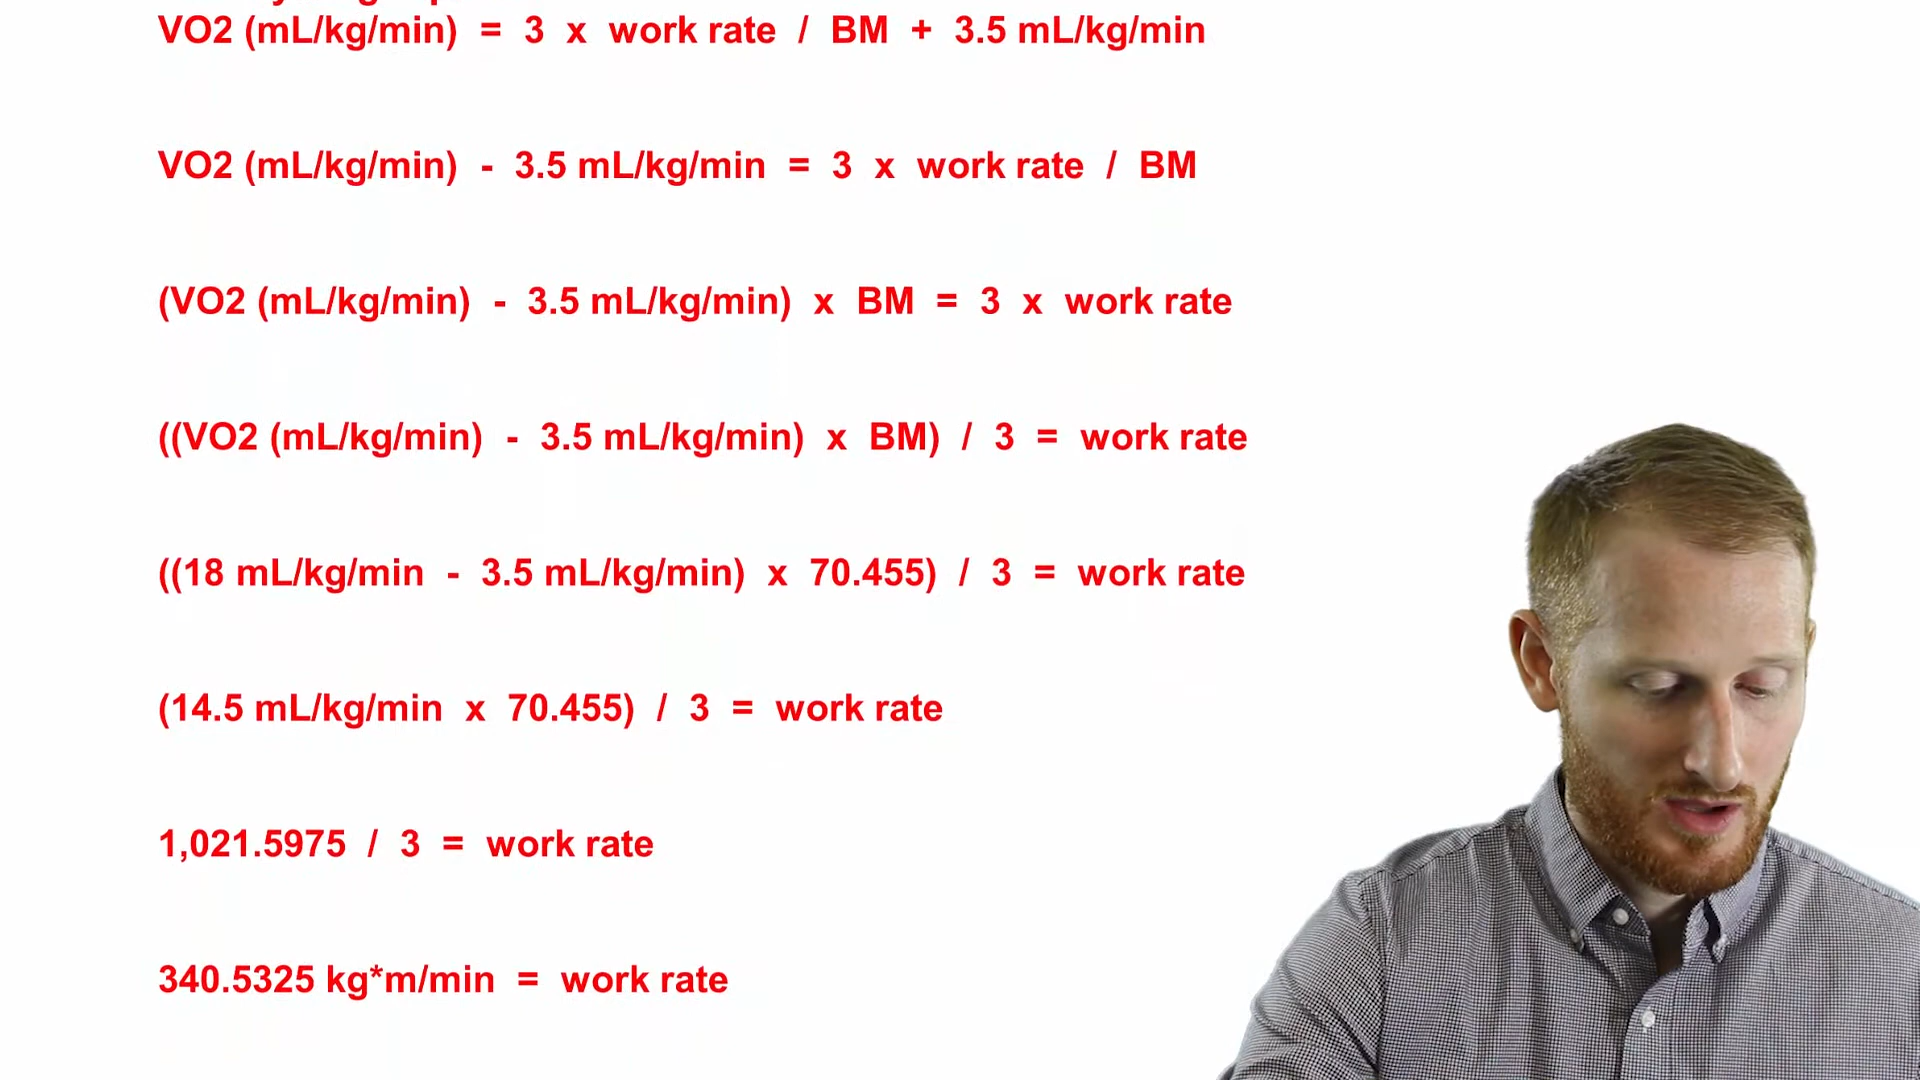 VO2 (mL/kg/min) = 3 x work rate / BM + 3.5 mL/kg/min
VO2 (mL/kg/min) - 3.5 mL/kg/min = 3 x work rate / BM
(VO2 (mL/kg/min) - 3.5 mL/kg/min) x BM = 3 x work rate
((VO2 (mL/kg/min) - 3.5 mL/kg/min) x BM) / 3 = work rate
((18 mL/kg/min - 3.5 mL/kg/min) x 70.455) / 3 = work rate
(14.5 mL/kg/min x 70.455) / 3 = work rate
1,021.5975 / 3 = work rate
340.5325 kg*m/min = work rate